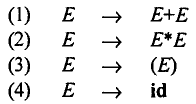 (1) E → E+E
(2) E → E*E
(3) E → (E)
(4) E → id